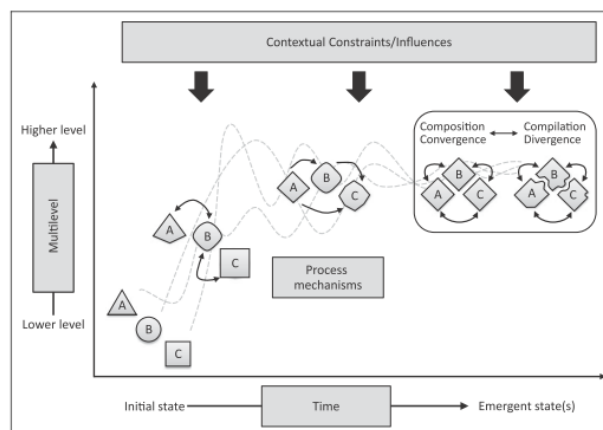 Contextual Constraints/Influences
Higher level
Multilevel
Lower level
Composition
Convergence
Compilation
Divergence
A
B
C
A
B
C
A
B
C
A
B
C
A
B
C
Process
mechanisms
Initial state
Time
Emergent state(s)